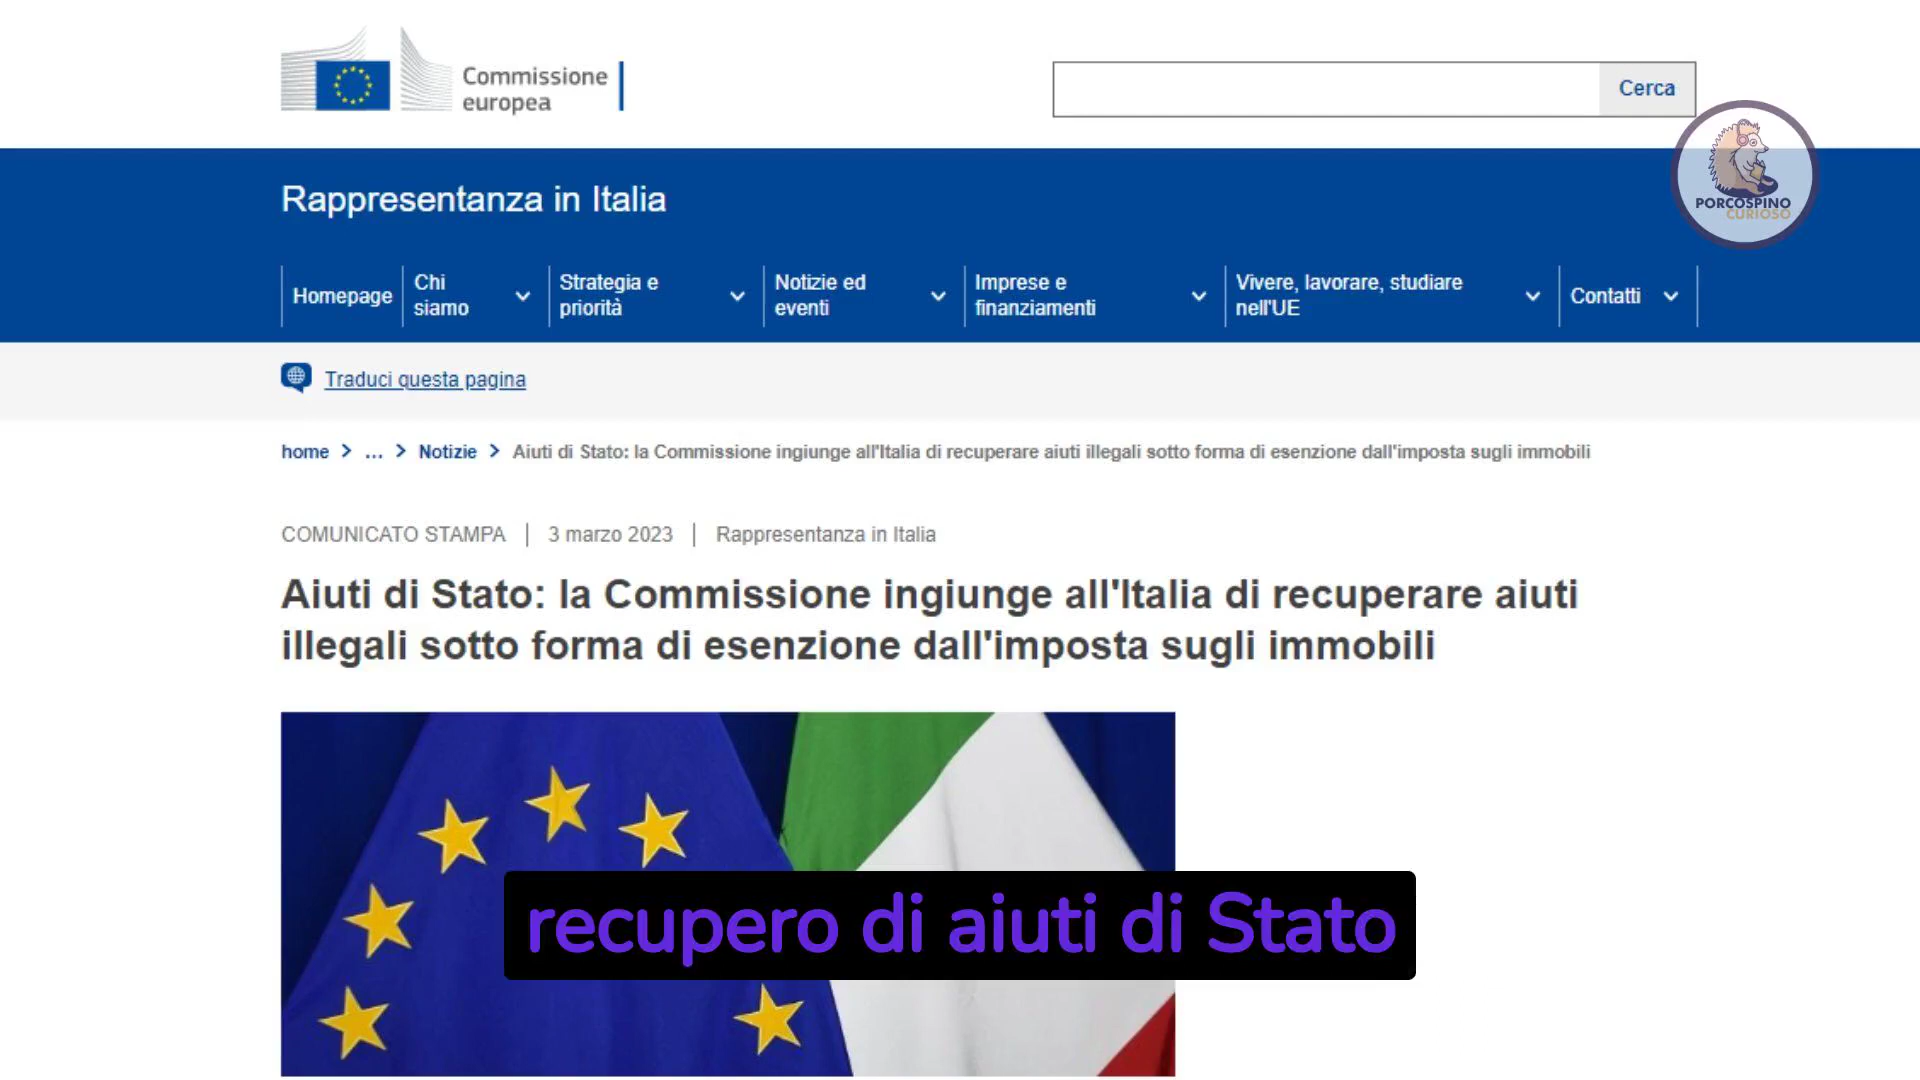 Commissione
europea
Cerca
PORCOSPINO
CURIOSO
Rappresentanza in Italia
Homepage
Chi
siamo
Strategia e
priorità
Notizie ed
eventi
Imprese e
finanziamenti
Vivere, lavorare, studiare
nell'UE
Contatti
Traduci questa pagina
home > ... > Notizie > Aiuti di Stato: la Commissione ingiunge all'Italia di recuperare aiuti illegali sotto forma di esenzione dall'imposta sugli immobili
COMUNICATO STAMPA | 3 marzo 2023 | Rappresentanza in Italia
Aiuti di Stato: la Commissione ingiunge all'Italia di recuperare aiuti
illegali sotto forma di esenzione dall'imposta sugli immobili
recupero di aiuti di Stato